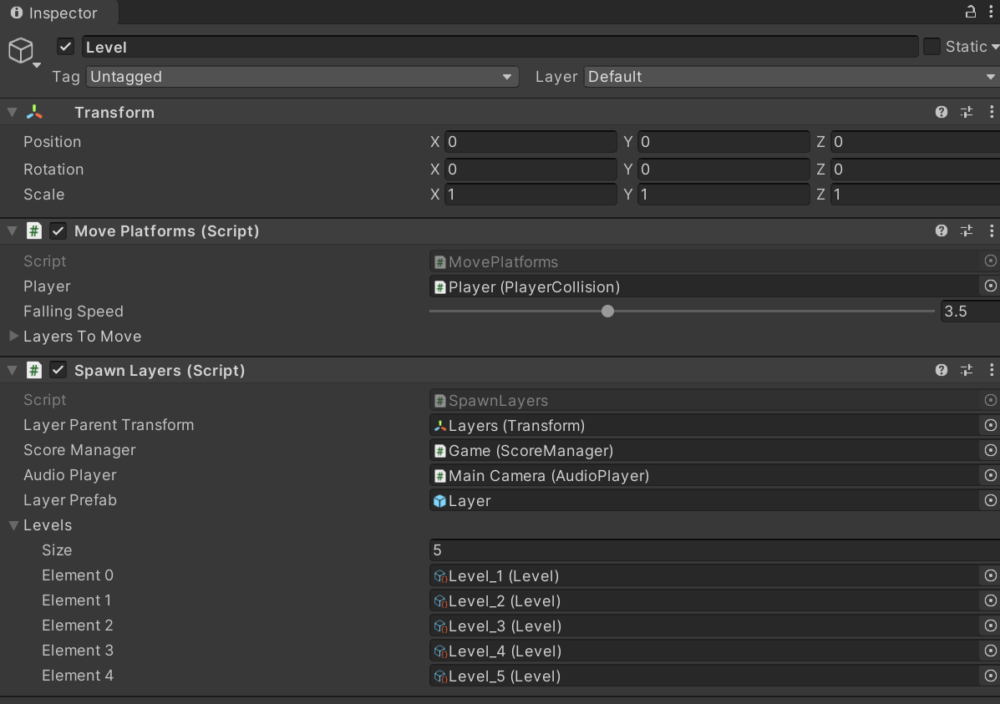 Inspector
Level Static
Tag Untagged Layer Default
Transform
Position X 0 Y 0 Z 0
Rotation X 0 Y 0 Z 0
Scale X 1 Y 1 Z 1
# Move Platforms (Script)
Script # MovePlatforms
Player # Player (PlayerCollision)
Falling Speed 3.5
Layers To Move
# Spawn Layers (Script)
Script # SpawnLayers
Layer Parent Transform Layers (Transform)
Score Manager # Game (ScoreManager)
Audio Player # Main Camera (AudioPlayer)
Layer Prefab Layer
Levels
Size 5
Element 0 Level_1 (Level)
Element 1 Level_2 (Level)
Element 2 Level_3 (Level)
Element 3 Level_4 (Level)
Element 4 Level_5 (Level)